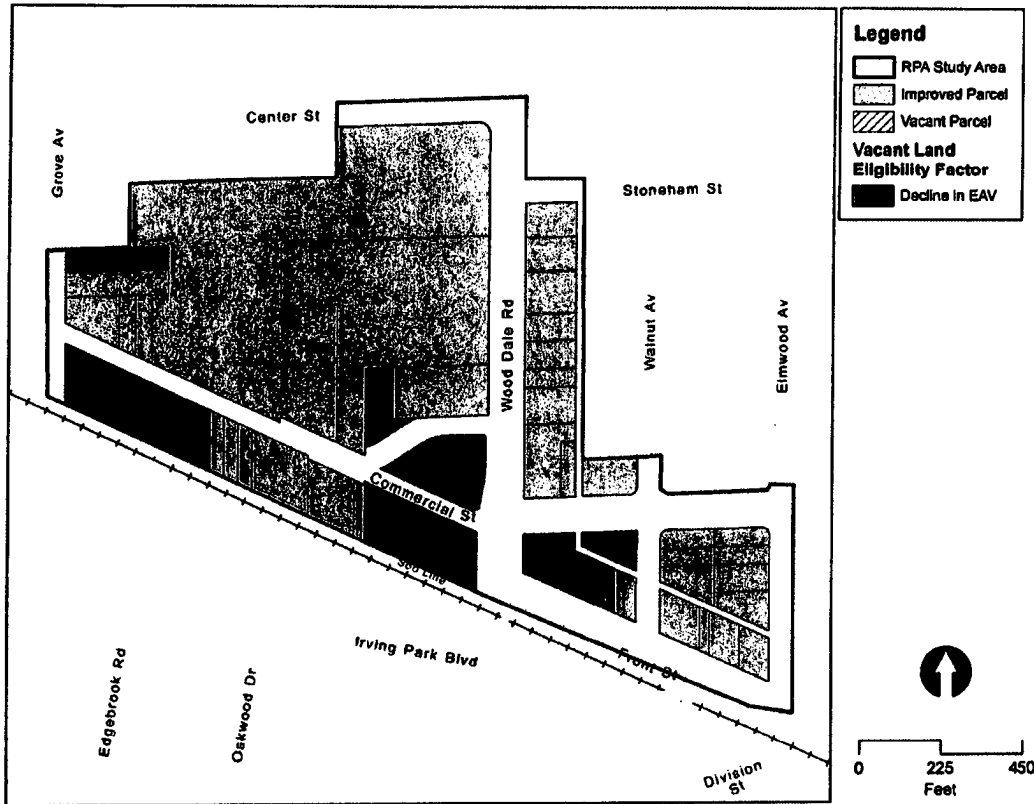 Legend
RPA Study Area
Improved Parcel
Vacant Parcel
Vacant Land
Eligibility Factor
Decline in EAV
Center St
Grove Av
Stoneham St
Wood Dale Rd
Walnut Av
Elmwood Av
Commercial St
Soo Line
Irving Park Blvd
Front St
Edgebrook Rd
Oakwood Dr
Division
St
0 225 450
Feet